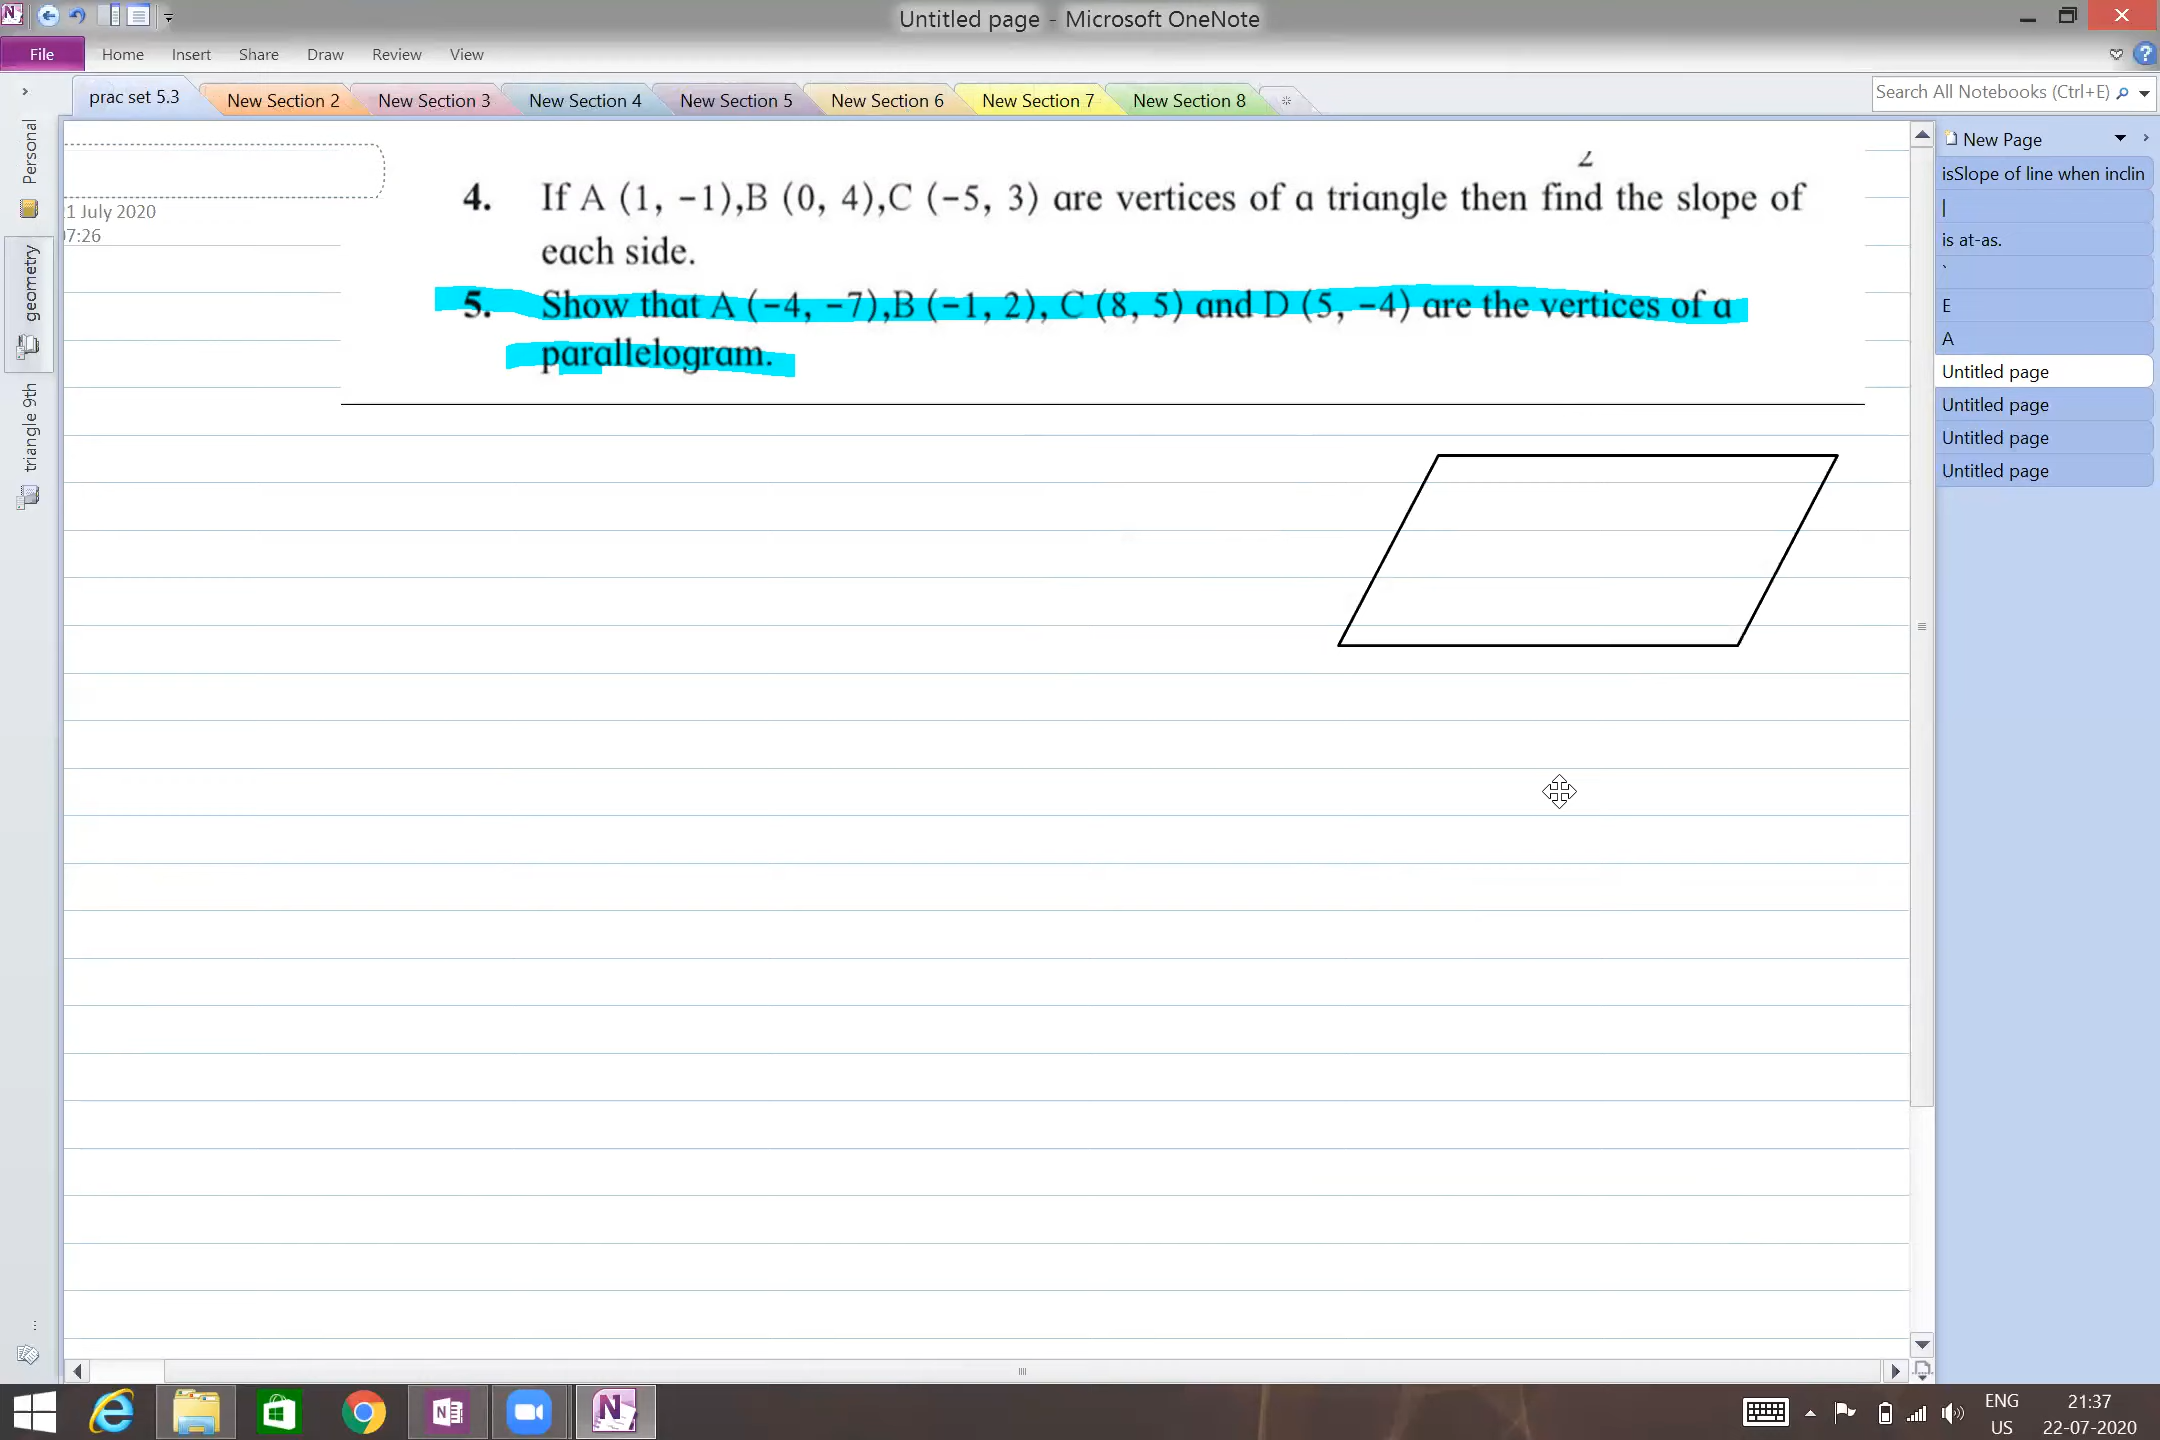 Untitled page - Microsoft OneNote
File Home Insert Share Draw Review View
prac set 5.3 New Section 2 New Section 3 New Section 4 New Section 5 New Section 6 New Section 7 New Section 8
Search All Notebooks (Ctrl+E)
Personal
geometry
triangle 9th
1 July 2020
07:26
2
4. If A (1, −1),B (0, 4),C (−5, 3) are vertices of a triangle then find the slope of
each side.
5. Show that A (−4, −7),B (−1, 2), C (8, 5) and D (5, −4) are the vertices of a
parallelogram.
New Page
isSlope of line when inclin
|
is at-as.
`
E
A
Untitled page
Untitled page
Untitled page
Untitled page
ENG
US
21:37
22-07-2020